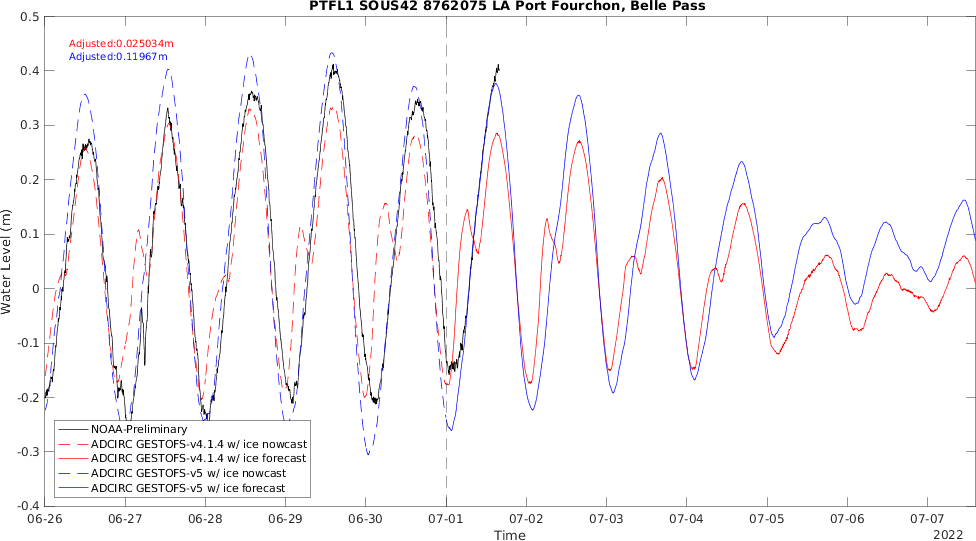 PTFL1 SOUS42 8762075 LA Port Fourchon, Belle Pass
0.5
0.4
0.3
0.2
0.1
0
-0.1
-0.2
-0.3
-0.4
Water Level (m)
Adjusted:0.025034m
Adjusted:0.11967m
NOAA-Preliminary
ADCIRC GESTOFS-v4.1.4 w/ ice nowcast
ADCIRC GESTOFS-v4.1.4 w/ ice forecast
ADCIRC GESTOFS-v5 w/ ice nowcast
ADCIRC GESTOFS-v5 w/ ice forecast
06-26 06-27 06-28 06-29 06-30 07-01 07-02 07-03 07-04 07-05 07-06 07-07
Time
2022